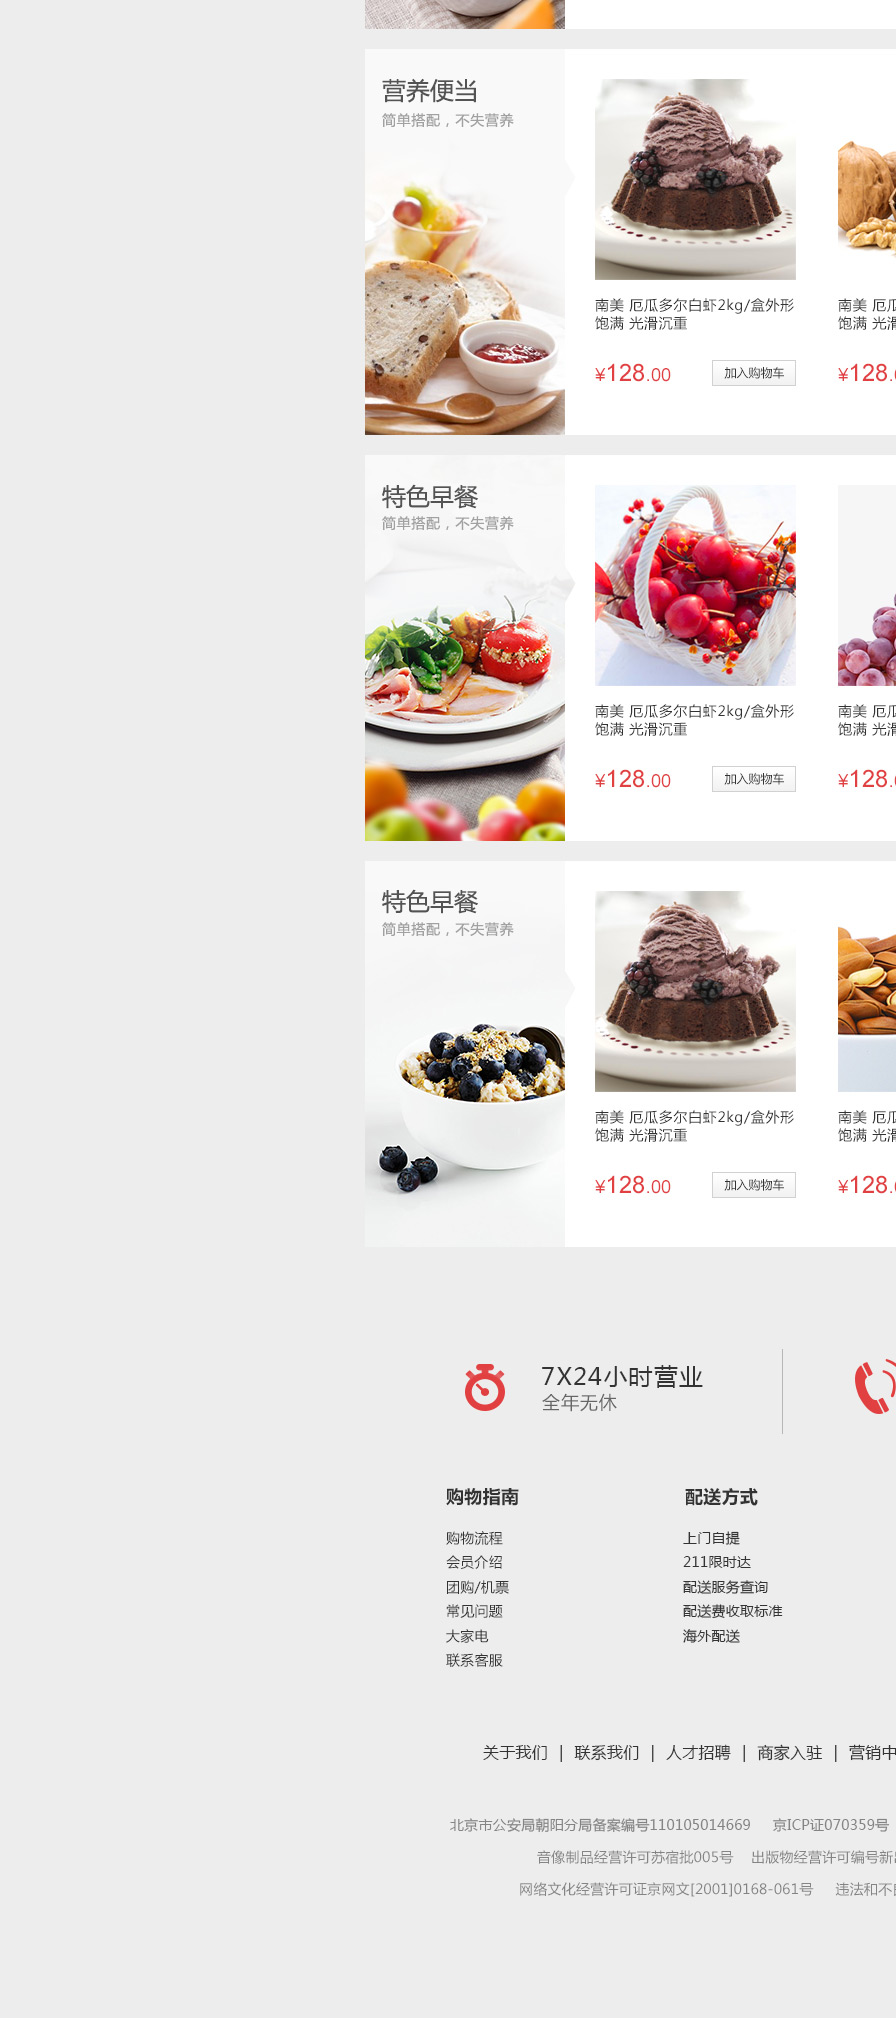 营养便当
简单搭配，不失营养
南美 厄瓜多尔白虾2kg/盒外形
饱满 光滑沉重
¥128.00
加入购物车
南美 厄瓜
饱满 光滑
¥128.
特色早餐
简单搭配，不失营养
南美 厄瓜多尔白虾2kg/盒外形
饱满 光滑沉重
¥128.00
加入购物车
南美 厄瓜
饱满 光滑
¥128.
特色早餐
简单搭配，不失营养
南美 厄瓜多尔白虾2kg/盒外形
饱满 光滑沉重
¥128.00
加入购物车
南美 厄瓜
饱满 光滑
¥128.
7X24小时营业
全年无休
购物指南
购物流程
会员介绍
团购/机票
常见问题
大家电
联系客服
配送方式
上门自提
211限时达
配送服务查询
配送费收取标准
海外配送
关于我们 | 联系我们 | 人才招聘 | 商家入驻 | 营销中
北京市公安局朝阳分局备案编号110105014669 京ICP证070359号
音像制品经营许可苏宿批005号 出版物经营许可编号新
网络文化经营许可证京网文[2001]0168-061号 违法和不